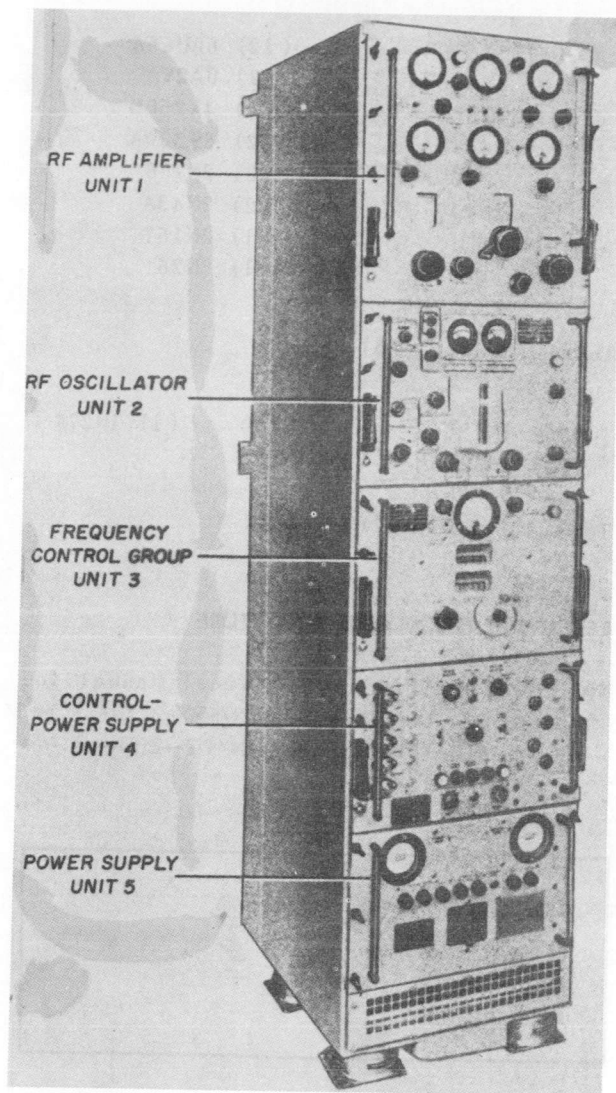 RF AMPLIFIER
UNIT 1
RF OSCILLATOR
UNIT 2
FREQUENCY
CONTROL GROUP
UNIT 3
CONTROL-
POWER SUPPLY
UNIT 4
POWER SUPPLY
UNIT 5